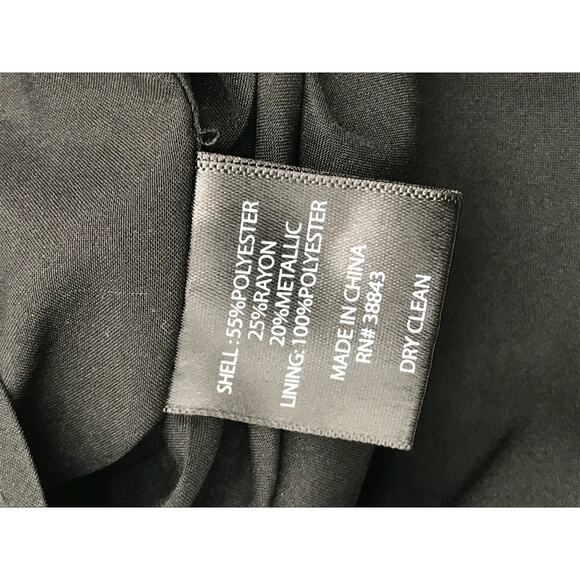 SHELL : 55%POLYESTER
25%RAYON
20%METALLIC
LINING: 100%POLYESTER
MADE IN CHINA
RN# 38843
DRY CLEAN